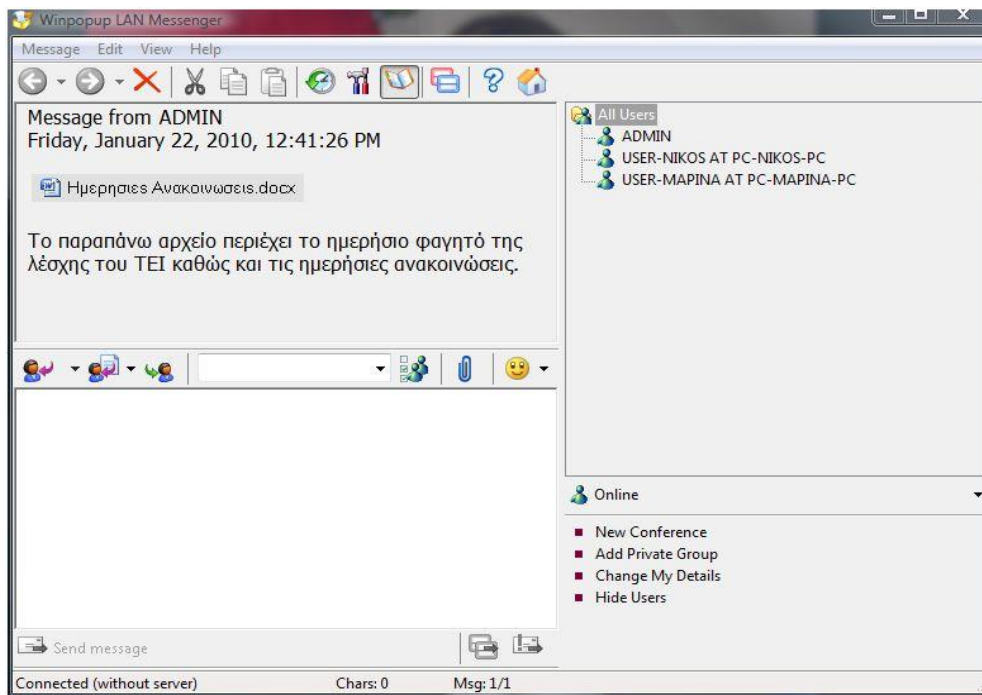 Winpopup LAN Messenger
Message Edit View Help
Message from ADMIN
Friday, January 22, 2010, 12:41:26 PM
Ημερησιες Ανακοινωσεις.docx
Το παραπάνω αρχείο περιέχει το ημερήσιο φαγητό της
λέσχης του ΤΕΙ καθώς και τις ημερήσιες ανακοινώσεις.
All Users
ADMIN
USER-NIKOS AT PC-NIKOS-PC
USER-MAPINA AT PC-MAPINA-PC
Online
New Conference
Add Private Group
Change My Details
Hide Users
Send message
Connected (without server) Chars: 0 Msg: 1/1